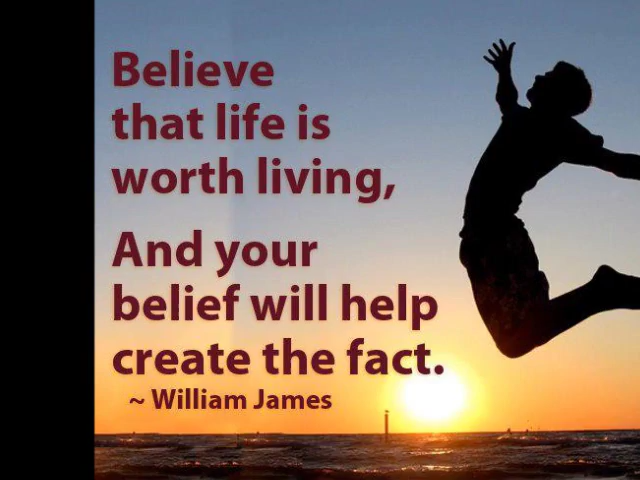 Believe
that life is
worth living,
And your
belief will help
create the fact.
~ William James